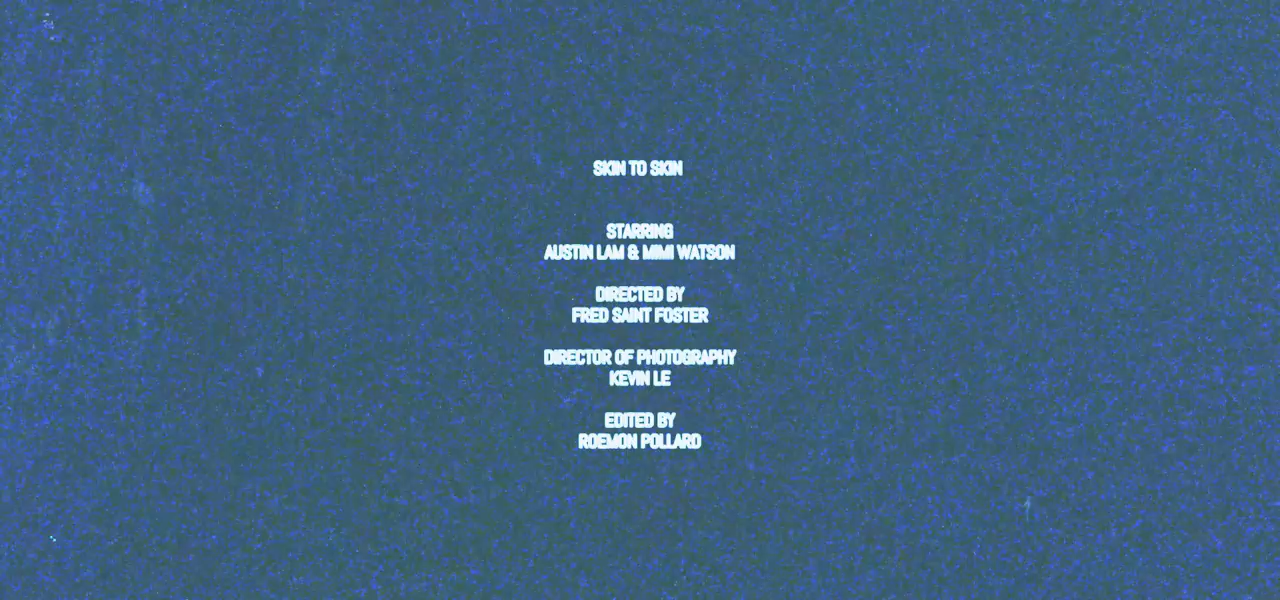 SKIN TO SKIN
STARRING
AUSTIN LAM & MIMI WATSON
DIRECTED BY
FRED SAINT FOSTER
DIRECTOR OF PHOTOGRAPHY
KEVIN LE
EDITED BY
ROEMON POLLARD